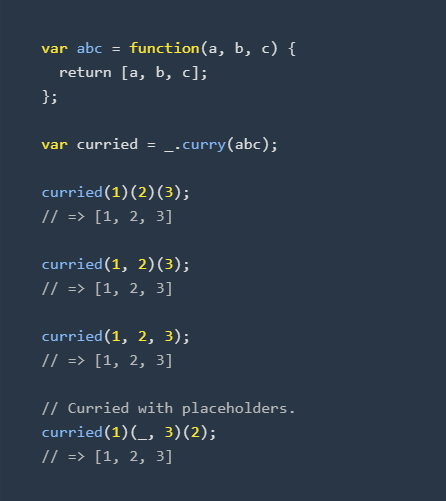 var abc = function(a, b, c) {
  return [a, b, c];
};
var curried = _.curry(abc);
curried(1)(2)(3);
// => [1, 2, 3]
curried(1, 2)(3);
// => [1, 2, 3]
curried(1, 2, 3);
// => [1, 2, 3]
// Curried with placeholders.
curried(1)(_, 3)(2);
// => [1, 2, 3]